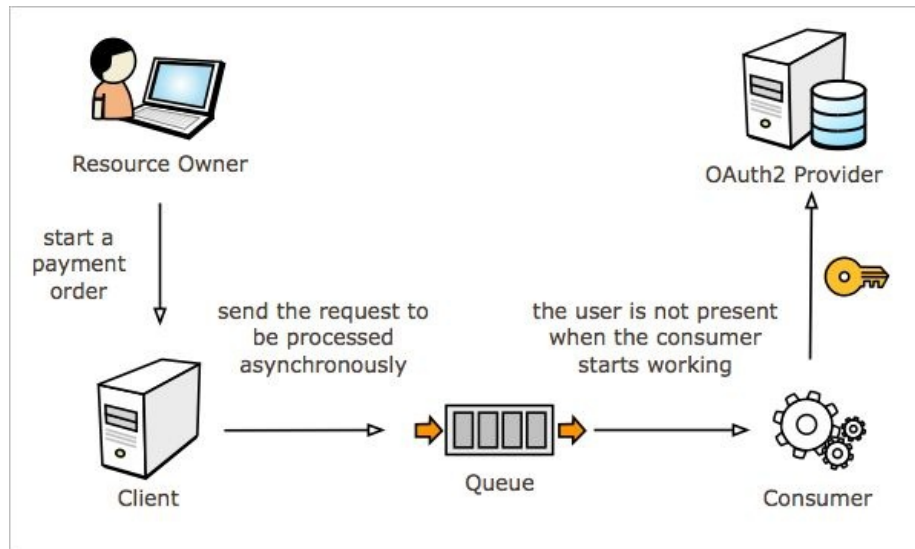 Resource Owner
OAuth2 Provider
start a
payment
order
send the request to
be processed
asynchronously
the user is not present
when the consumer
starts working
Client
Queue
Consumer